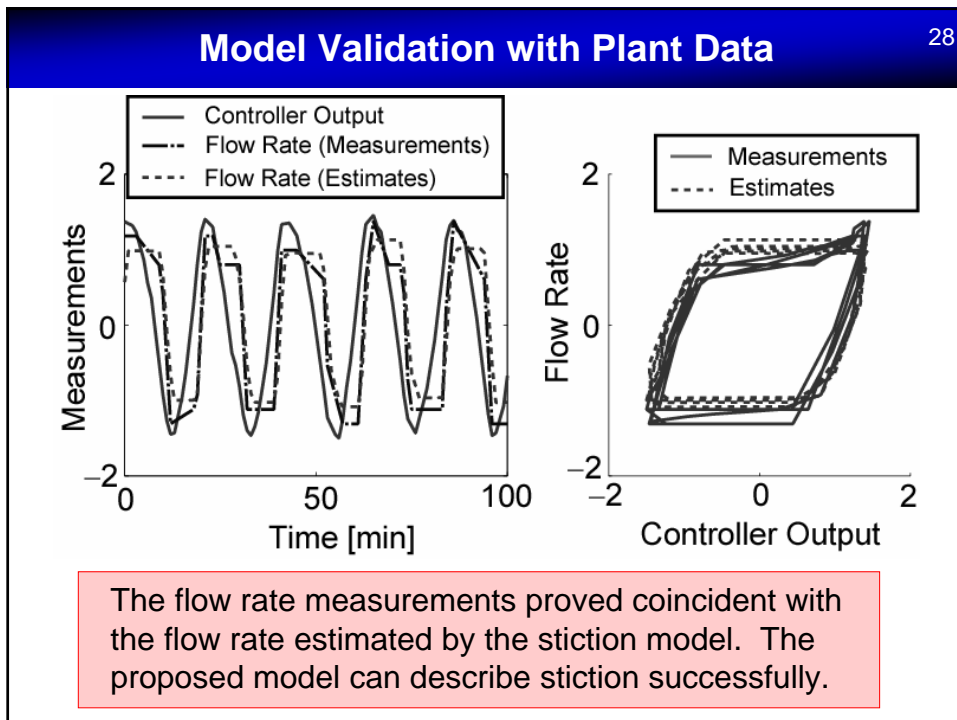 Model Validation with Plant Data
28
Controller Output
Flow Rate (Measurements)
Flow Rate (Estimates)
2
0
−2
Measurements
0
50
100
Time [min]
Measurements
Estimates
2
0
−2
Flow Rate
−2
0
2
Controller Output
The flow rate measurements proved coincident with
the flow rate estimated by the stiction model. The
proposed model can describe stiction successfully.